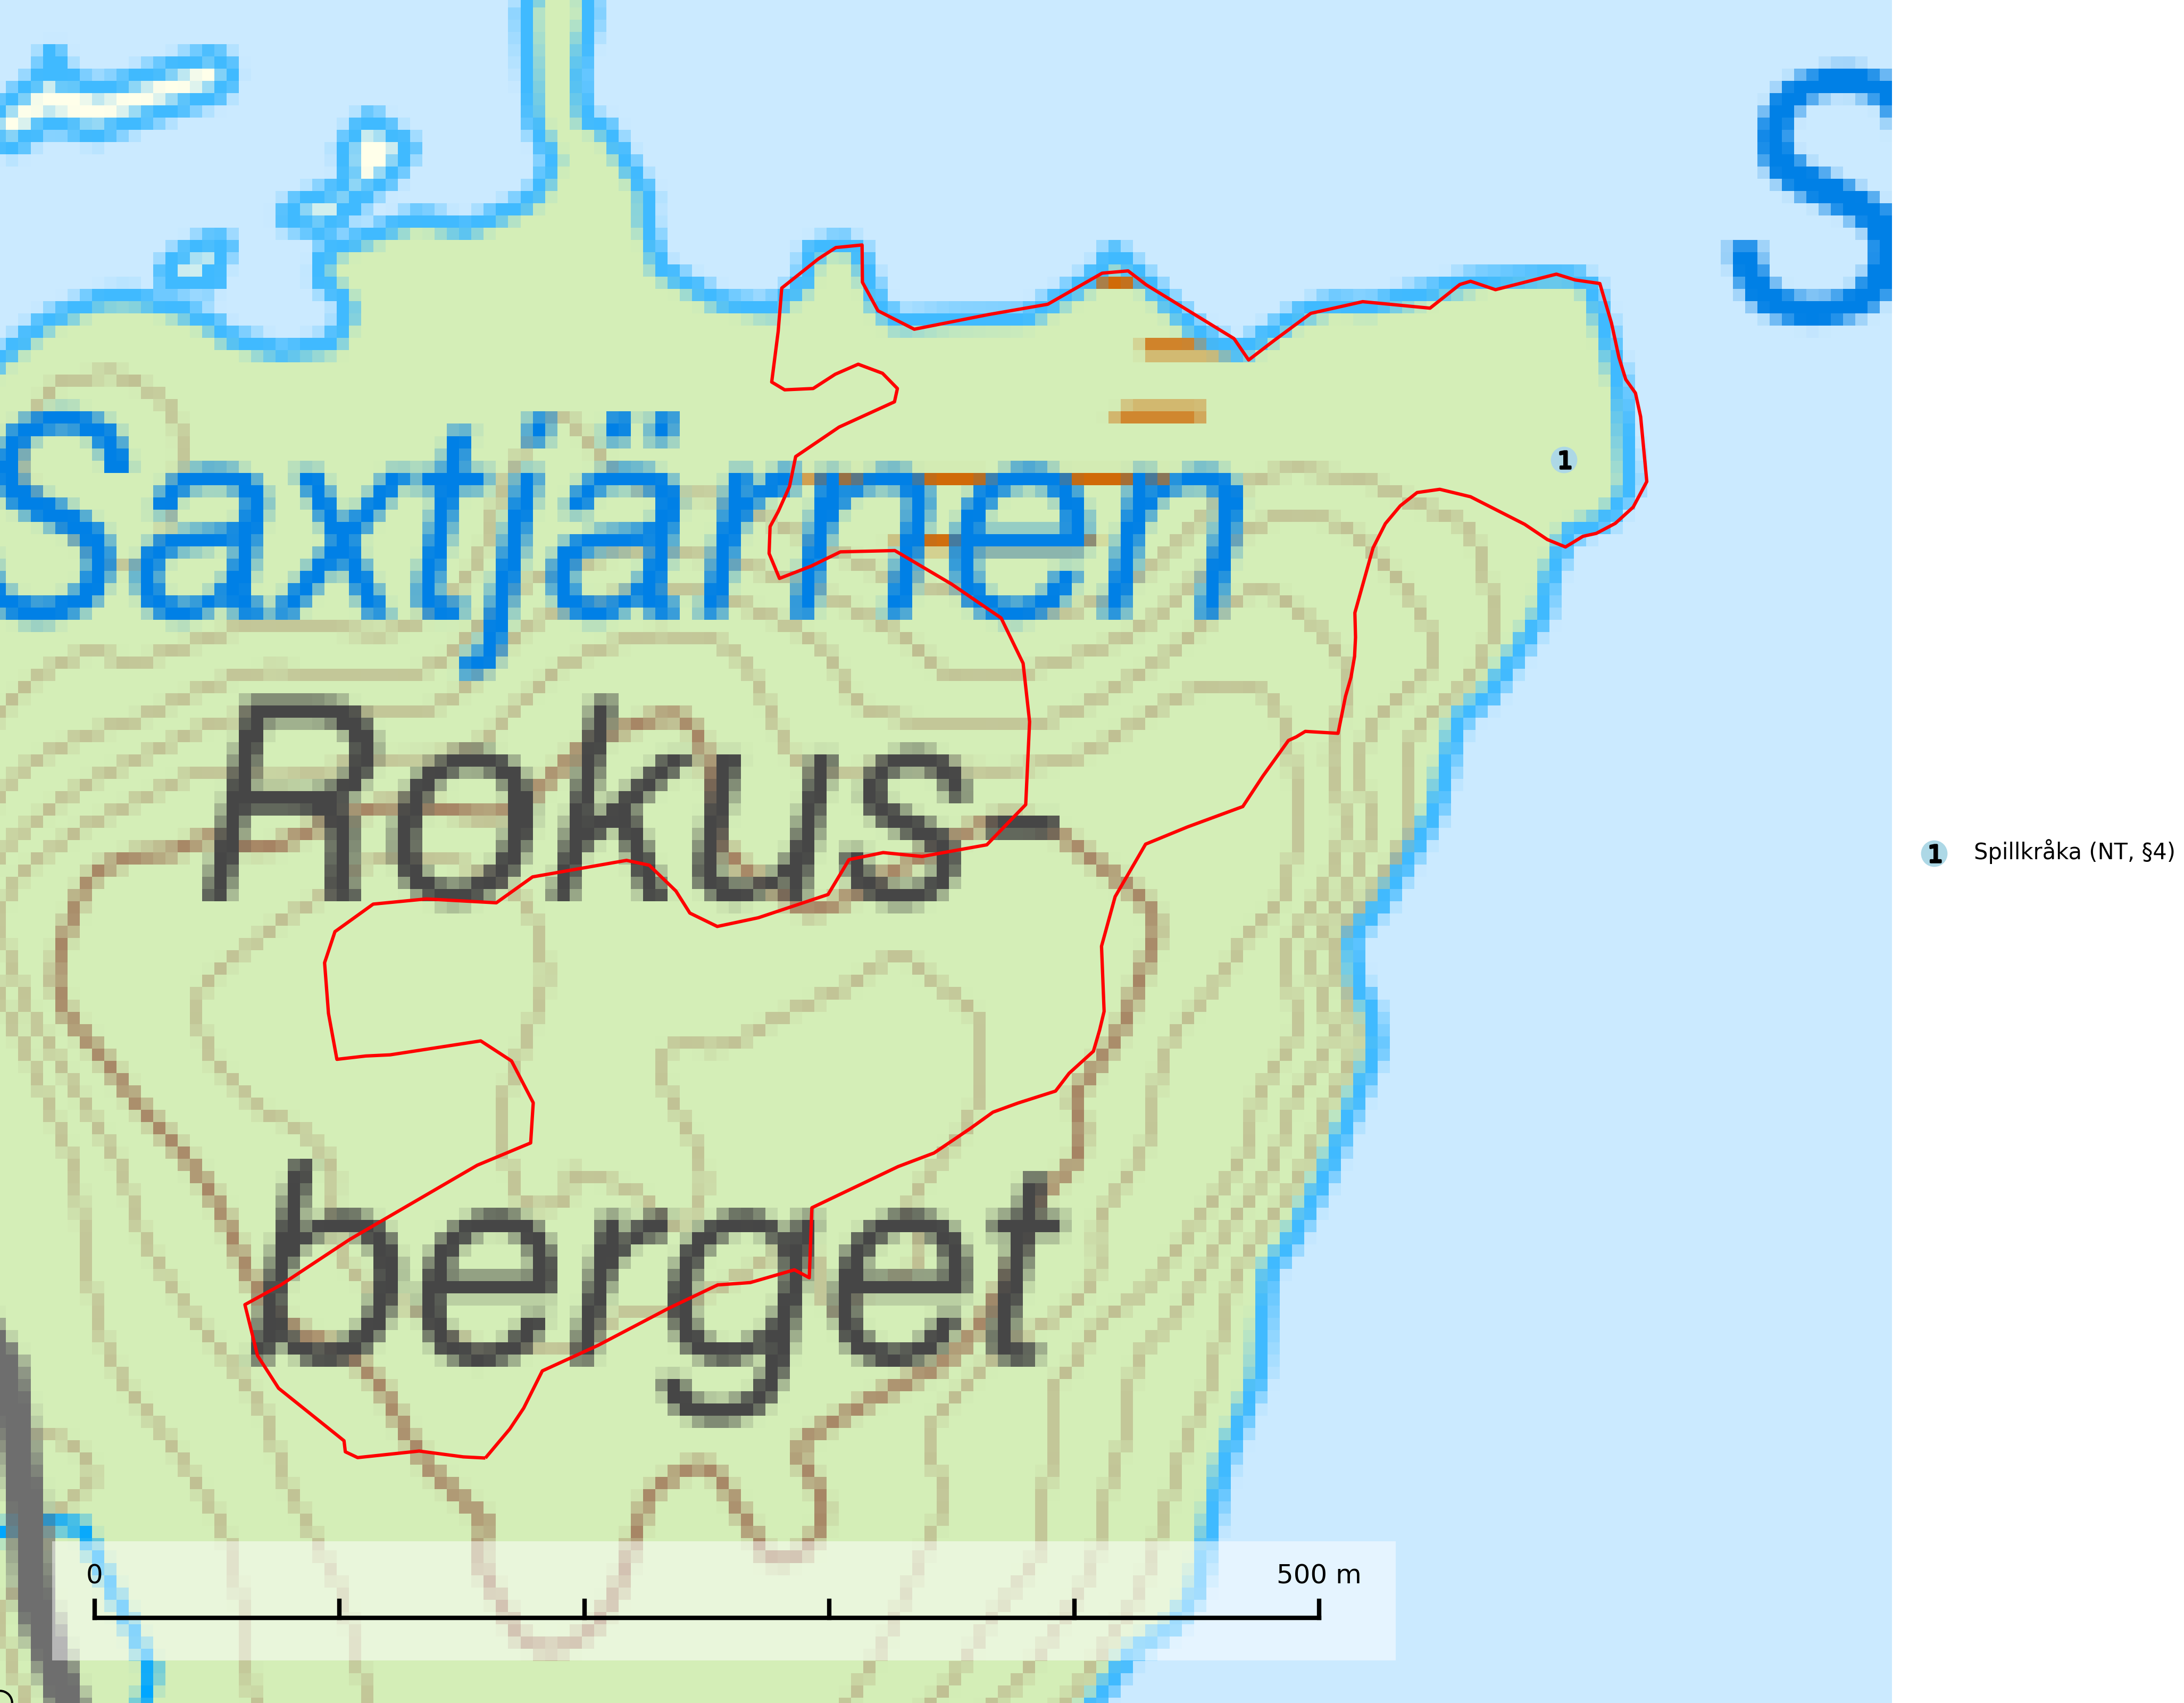 S
Saxtjärnen
1
Rokus-
berget
0 500 m
1 Spillkråka (NT, §4)